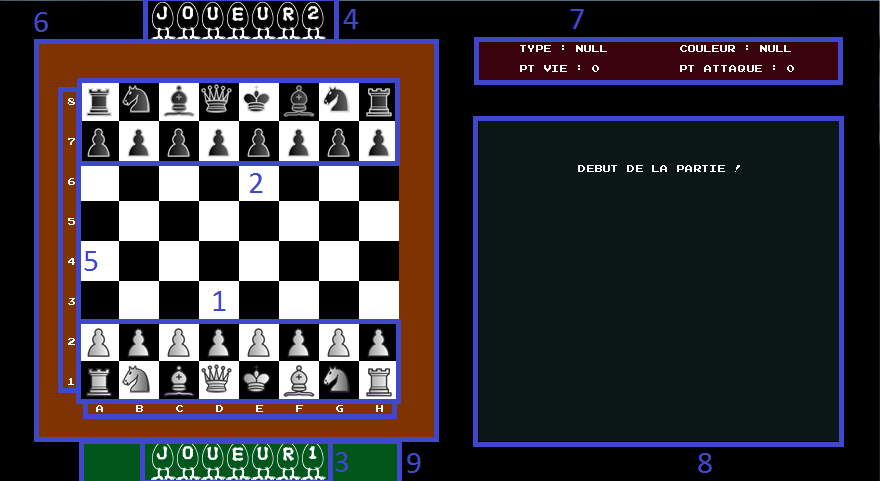 6
JOUEUR2
4
7
TYPE : NULL COULEUR : NULL
PT VIE : 0 PT ATTAQUE : 0
8
7
DEBUT DE LA PARTIE !
6
2
5
4
5
3
1
2
1
A B C D E F G H
JOUEUR1
3
9
8